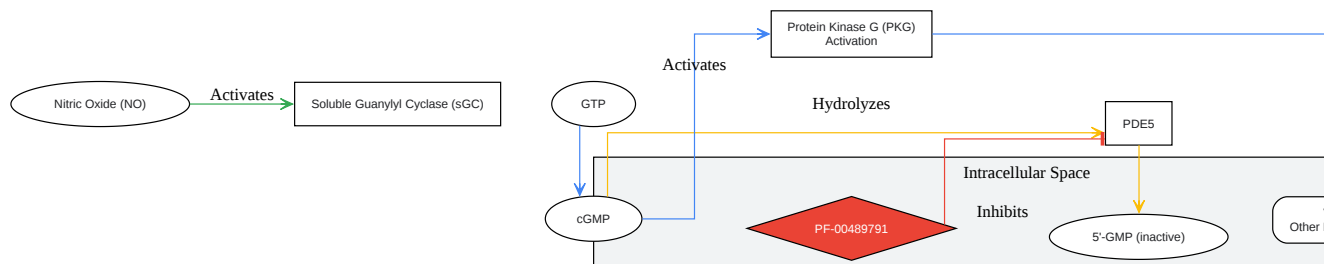 Protein Kinase G (PKG)
Activation
Activates
Nitric Oxide (NO)
Activates
Soluble Guanylyl Cyclase (sGC)
GTP
Hydrolyzes
PDE5
Intracellular Space
cGMP
PF-00489791
Inhibits
5'-GMP (inactive)
Other